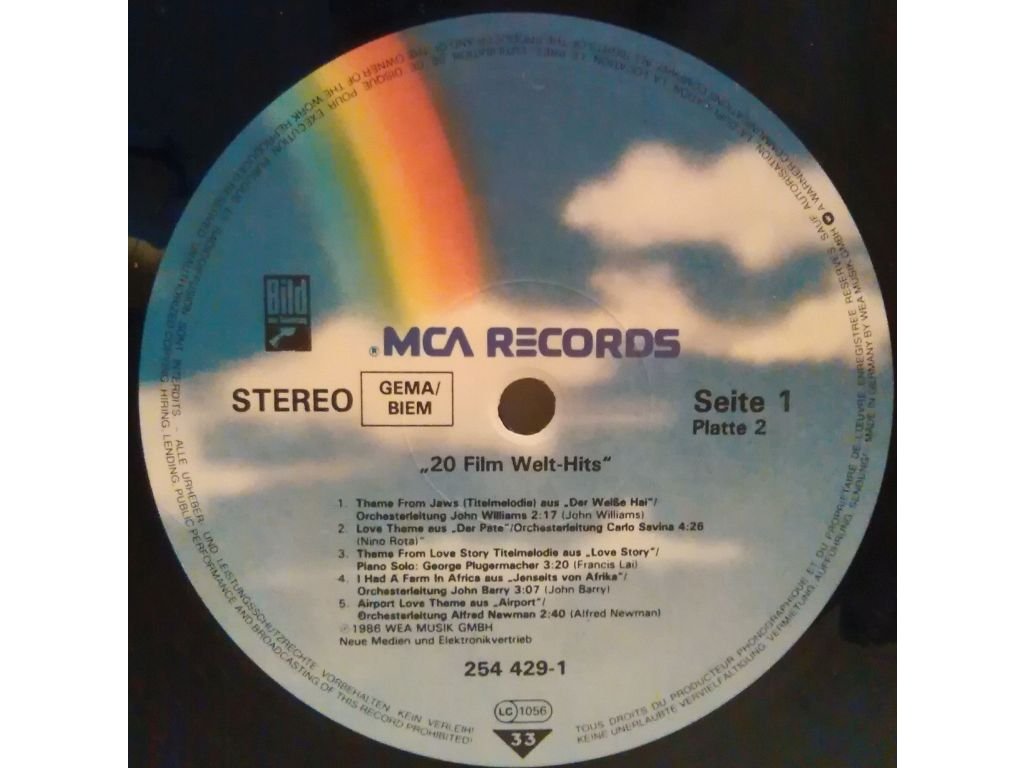 Bild
® MCA RECORDS
STEREO
GEMA/
BIEM
Seite 1
Platte 2
„20 Film Welt-Hits“
1. Theme From Jaws (Titelmelodie) aus „Der Weiße Hai“/
Orchesterleitung John Williams 2:17 (John Williams)
2. Love Theme aus „Der Pate“/Orchesterleitung Carlo Savina 4:26
(Nino Rota)“
3. Theme From Love Story Titelmelodie aus „Love Story“/
Piano Solo: George Plugermacher 3:20 (Francis Lai)
4. I Had A Farm In Africa aus „Jenseits von Afrika“/
Orchesterleitung John Barry 3:07 (John Barry)
5. Airport Love Theme aus „Airport“/
Orchesterleitung Alfred Newman 2:40 (Alfred Newman)
℗ 1986 WEA MUSIK GMBH
Neue Medien und Elektronikvertrieb
254 429-1
LC 1056
33
ALLE URHEBER- UND LEISTUNGSSCHUTZRECHTE VORBEHALTEN. KEIN VERLEIH!
HIRING, LENDING, PUBLIC PERFORMANCE AND BROADCASTING OF THIS RECORD PROHIBITED!
TOUS DROITS DU PRODUCTEUR PHONOGRAPHIQUE ET DU PROPRIETAIRE DE L'ŒUVRE ENREGISTREE RESERVES. SAUF AUTORISATION
KEINE UNERLAUBTE VERVIELFÄLTIGUNG, VERMIETUNG, AUFFÜHRUNG, SENDUNG! MADE IN GERMANY BY WEA MUSIK GMBH A WARNER COMMUNICATIONS COMPANY